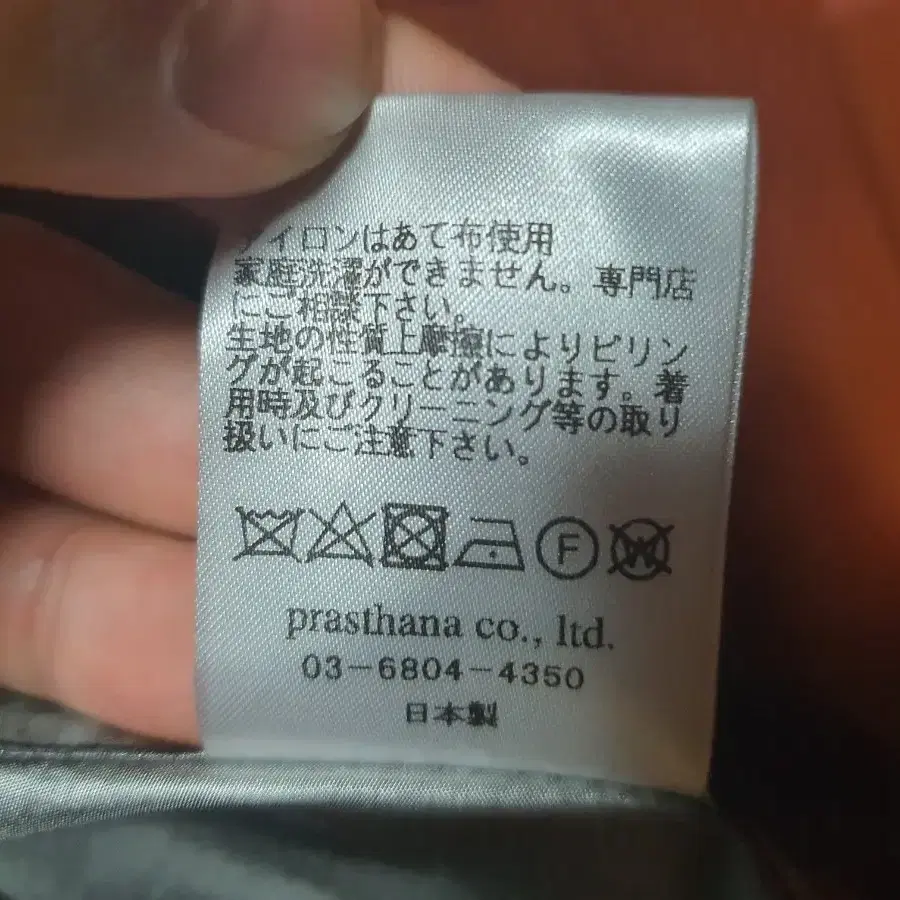 アイロンはあて布使用
家庭洗濯ができません。専門店
にご相談下さい。
生地の性質上摩擦によりピリン
グが起こることがあります。着
用時及びクリーニング等の取り
扱いにご注意下さい。
F W
prasthana co., ltd.
03-6804-4350
日本製